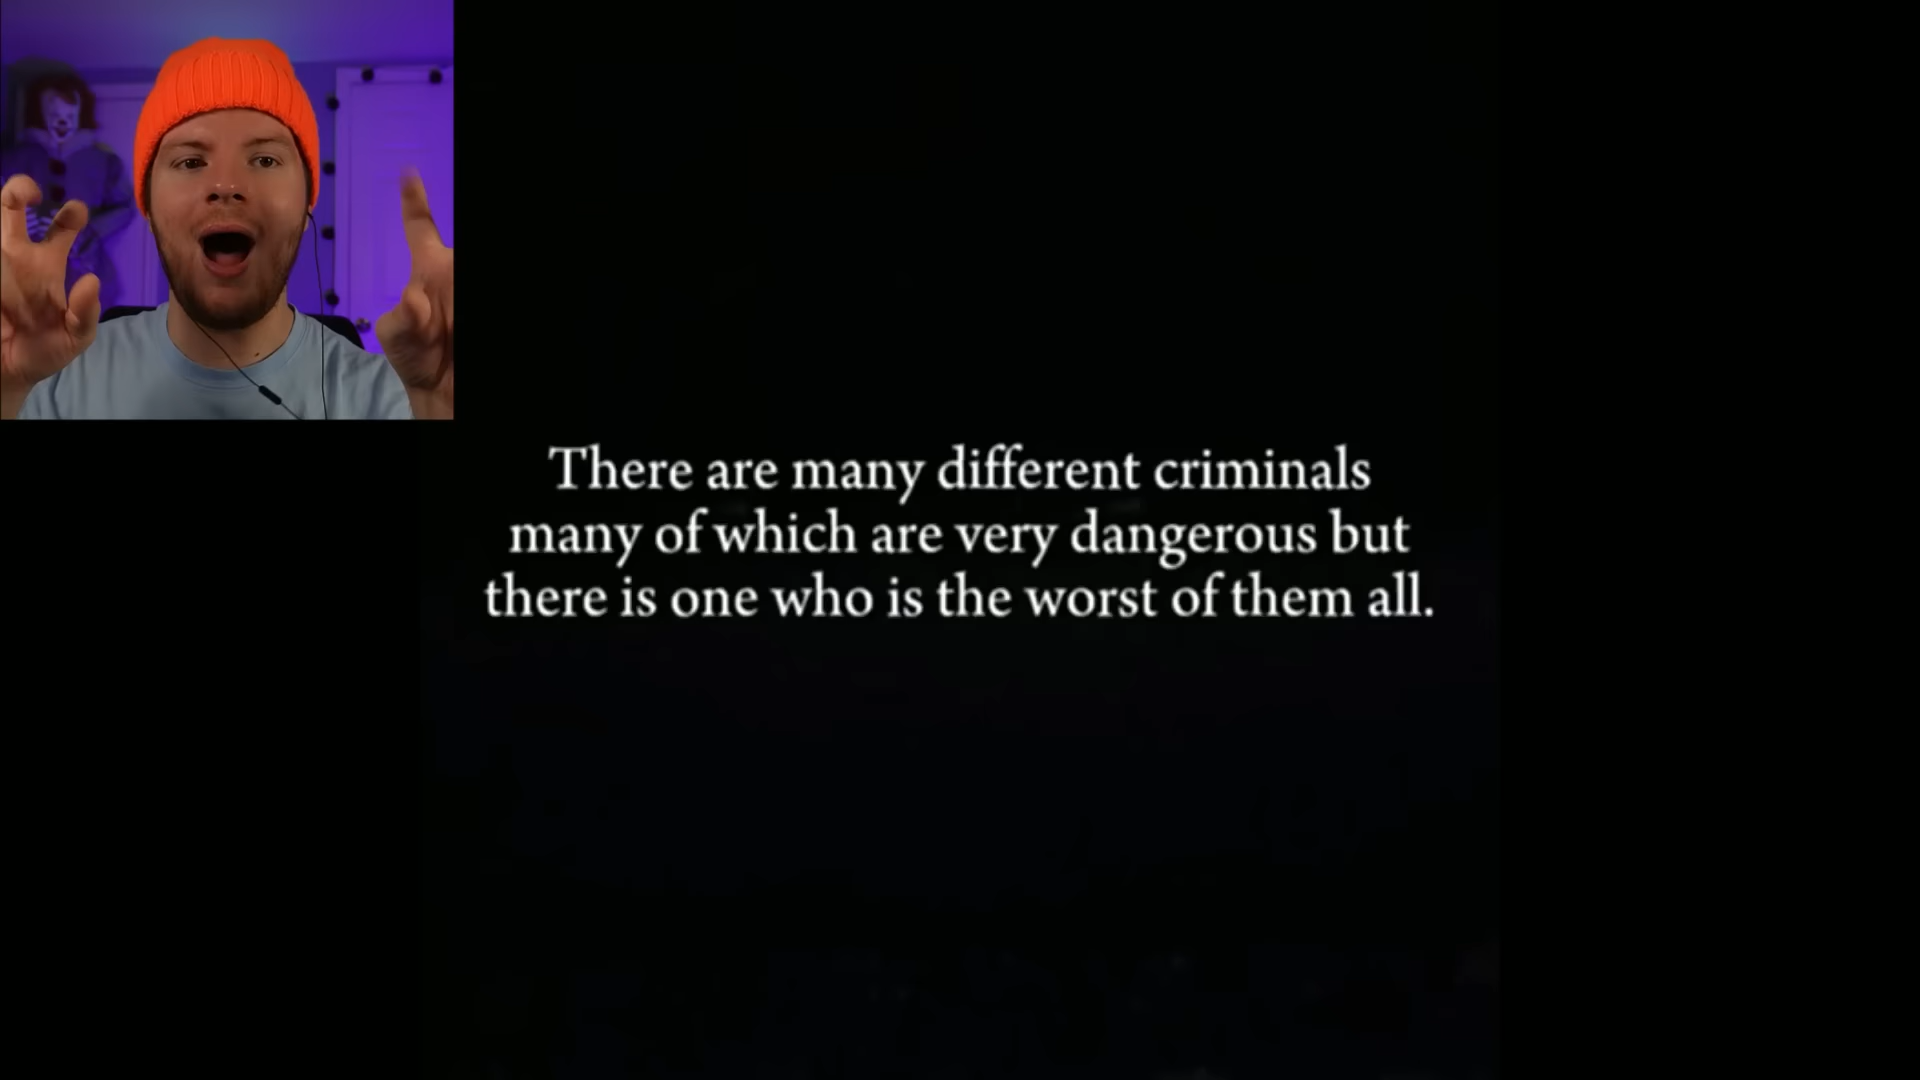 There are many different criminals
many of which are very dangerous but
there is one who is the worst of them all.